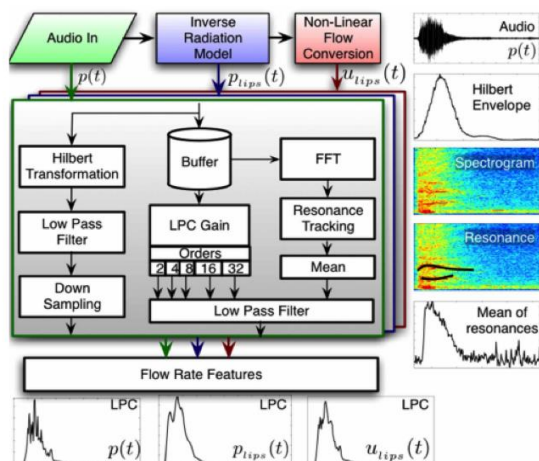 Audio In
Inverse
Radiation
Model
Non-Linear
Flow
Conversion
p(t)
p_lips(t)
u_lips(t)
Hilbert
Transformation
Low Pass
Filter
Down
Sampling
Buffer
LPC Gain
Orders
2 4 8 16 32
FFT
Resonance
Tracking
Mean
Low Pass Filter
Flow Rate Features
Audio
p(t)
Hilbert
Envelope
Spectrogram
Resonance
Mean of
resonances
LPC
p(t)
LPC
p_lips(t)
LPC
u_lips(t)